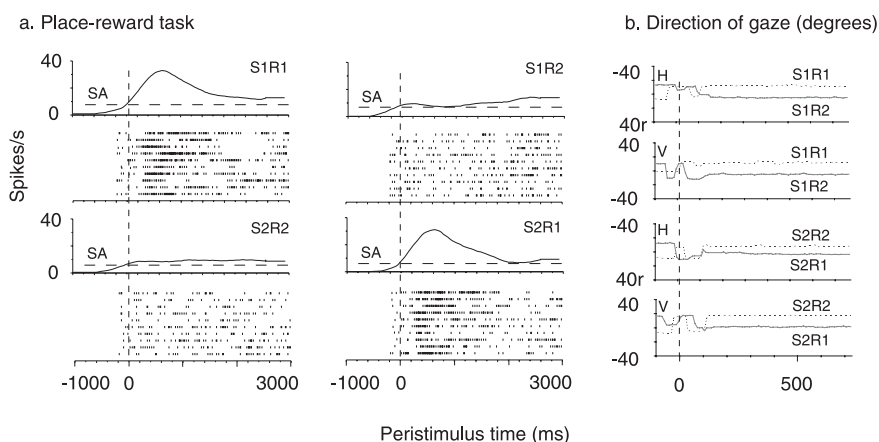 a. Place-reward task
b. Direction of gaze (degrees)
Spikes/s
40
0
SA
S1R1
S1R2
SA
40
0
SA
S2R2
S2R1
SA
-1000 0 3000
-1000 0 3000
Peristimulus time (ms)
-40
H
S1R1
S1R2
40r
40
V
S1R1
S1R2
-40
-40
H
S2R2
S2R1
40r
40
V
S2R2
S2R1
-40
0 500